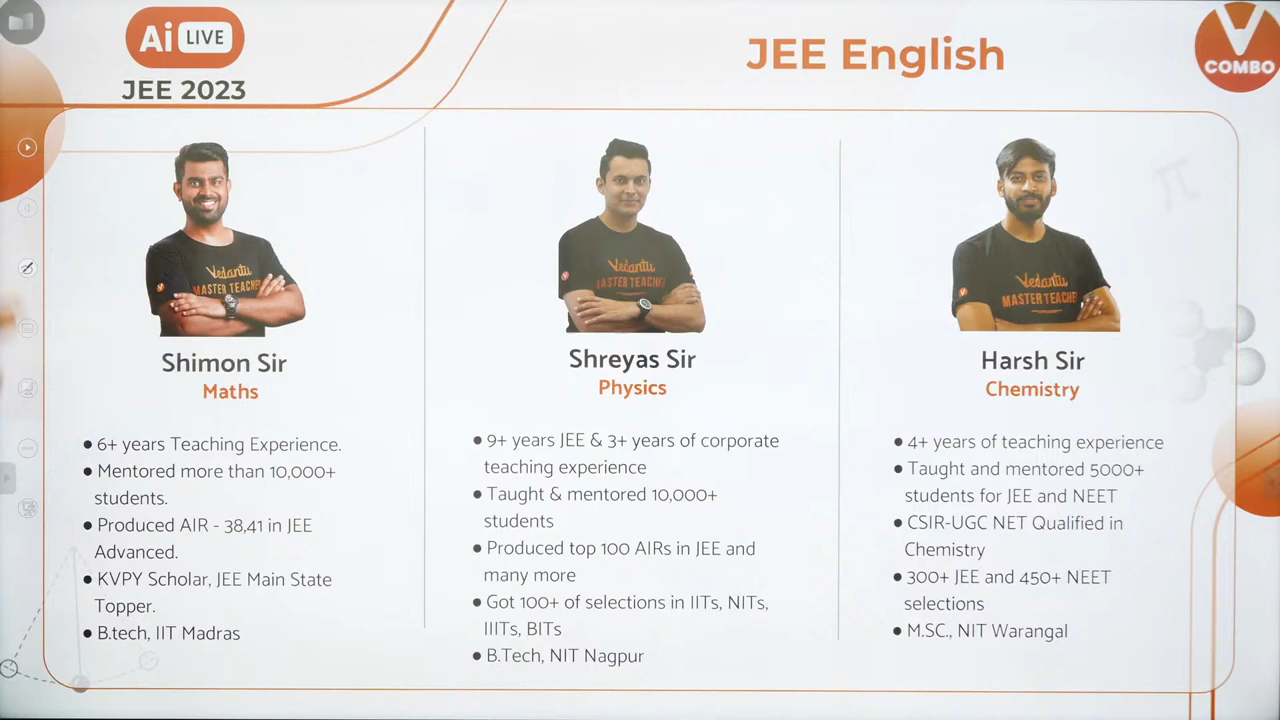 Ai LIVE
JEE 2023
JEE English
COMBO
Vedantu
MASTER TEACHER
Shimon Sir
Maths
● 6+ years Teaching Experience.
● Mentored more than 10,000+
students.
● Produced AIR - 38,41 in JEE
Advanced.
● KVPY Scholar, JEE Main State
Topper.
● B.tech, IIT Madras
Vedantu
MASTER TEACHER
Shreyas Sir
Physics
● 9+ years JEE & 3+ years of corporate
teaching experience
● Taught & mentored 10,000+
students
● Produced top 100 AIRs in JEE and
many more
● Got 100+ of selections in IITs, NITs,
IIITs, BITs
● B.Tech, NIT Nagpur
Vedantu
MASTER TEACHER
Harsh Sir
Chemistry
● 4+ years of teaching experience
● Taught and mentored 5000+
students for JEE and NEET
● CSIR-UGC NET Qualified in
Chemistry
● 300+ JEE and 450+ NEET
selections
● M.SC., NIT Warangal
π